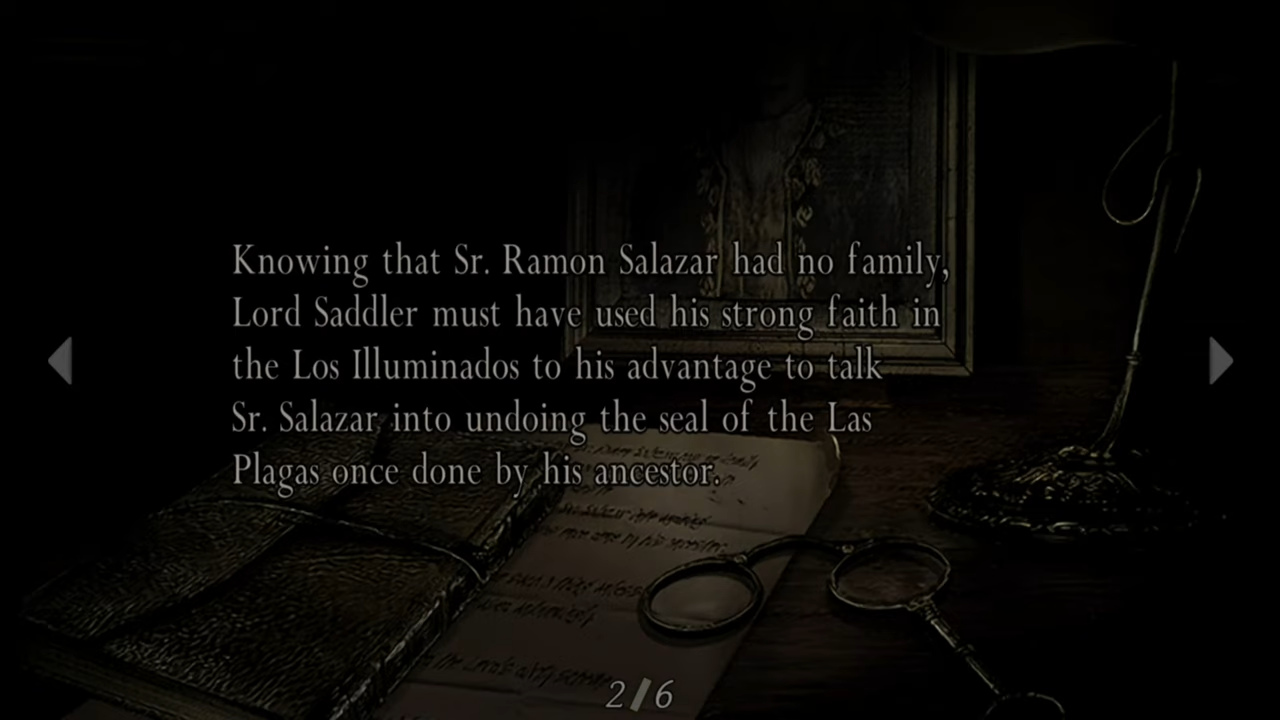 Knowing that Sr. Ramon Salazar had no family,
Lord Saddler must have used his strong faith in
the Los Illuminados to his advantage to talk
Sr. Salazar into undoing the seal of the Las
Plagas once done by his ancestor.
2/6